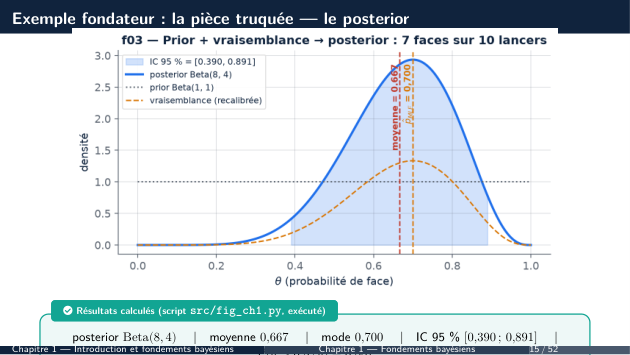 Exemple fondateur : la pièce truquée — le posterior
f03 — Prior + vraisemblance → posterior : 7 faces sur 10 lancers
IC 95 % = [0.390, 0.891]
posterior Beta(8, 4)
prior Beta(1, 1)
vraisemblance (recalibrée)
moyenne = 0,667
= 0,700
densité
3.0
2.5
2.0
1.5
1.0
0.5
0.0
0.0 0.2 0.4 0.6 0.8 1.0
θ (probabilité de face)
Résultats calculés (script src/fig_ch1.py, exécuté)
posterior Beta(8, 4) | moyenne 0,667 | mode 0,700 | IC 95 % [0,390 ; 0,891] |
Chapitre 1 — Introduction et fondements bayésiens Chapitre 1 — Fondements bayésiens 15 / 52